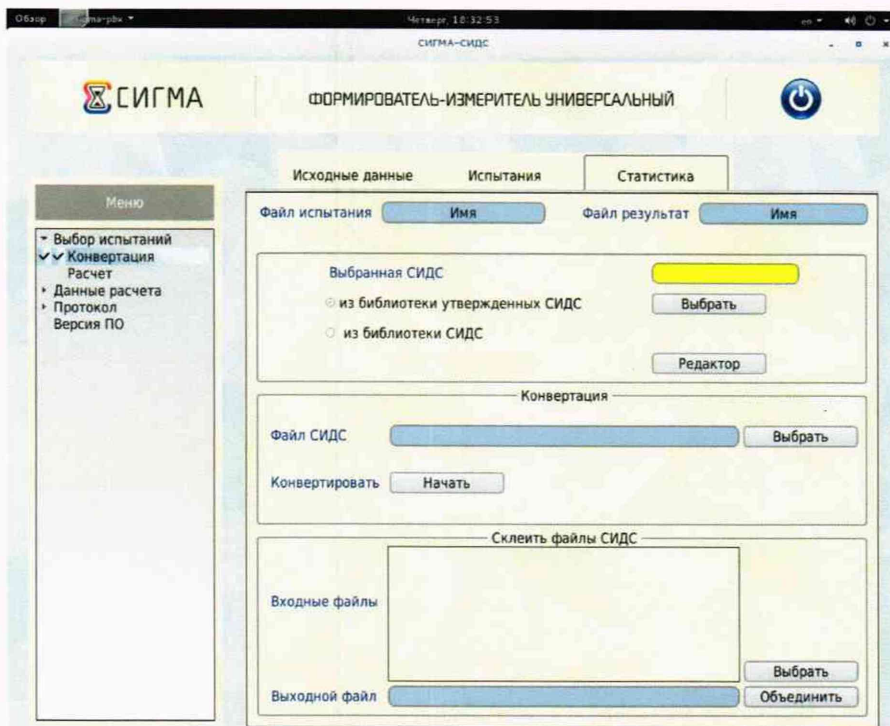 Обзор
Четверг, 18:32:53
en
СИГМА-СИДС
СИГМА
ФОРМИРОВАТЕЛЬ-ИЗМЕРИТЕЛЬ УНИВЕРСАЛЬНЫЙ
Исходные данные Испытания Статистика
Меню
Файл испытания Имя Файл результат Имя
Выбор испытаний
Конвертация
Расчет
Данные расчета
Протокол
Версия ПО
Выбранная СИДС
из библиотеки утвержденных СИДС Выбрать
из библиотеки СИДС
Редактор
Конвертация
Файл СИДС Выбрать
Конвертировать Начать
Склеить файлы СИДС
Входные файлы
Выбрать
Выходной файл Объединить